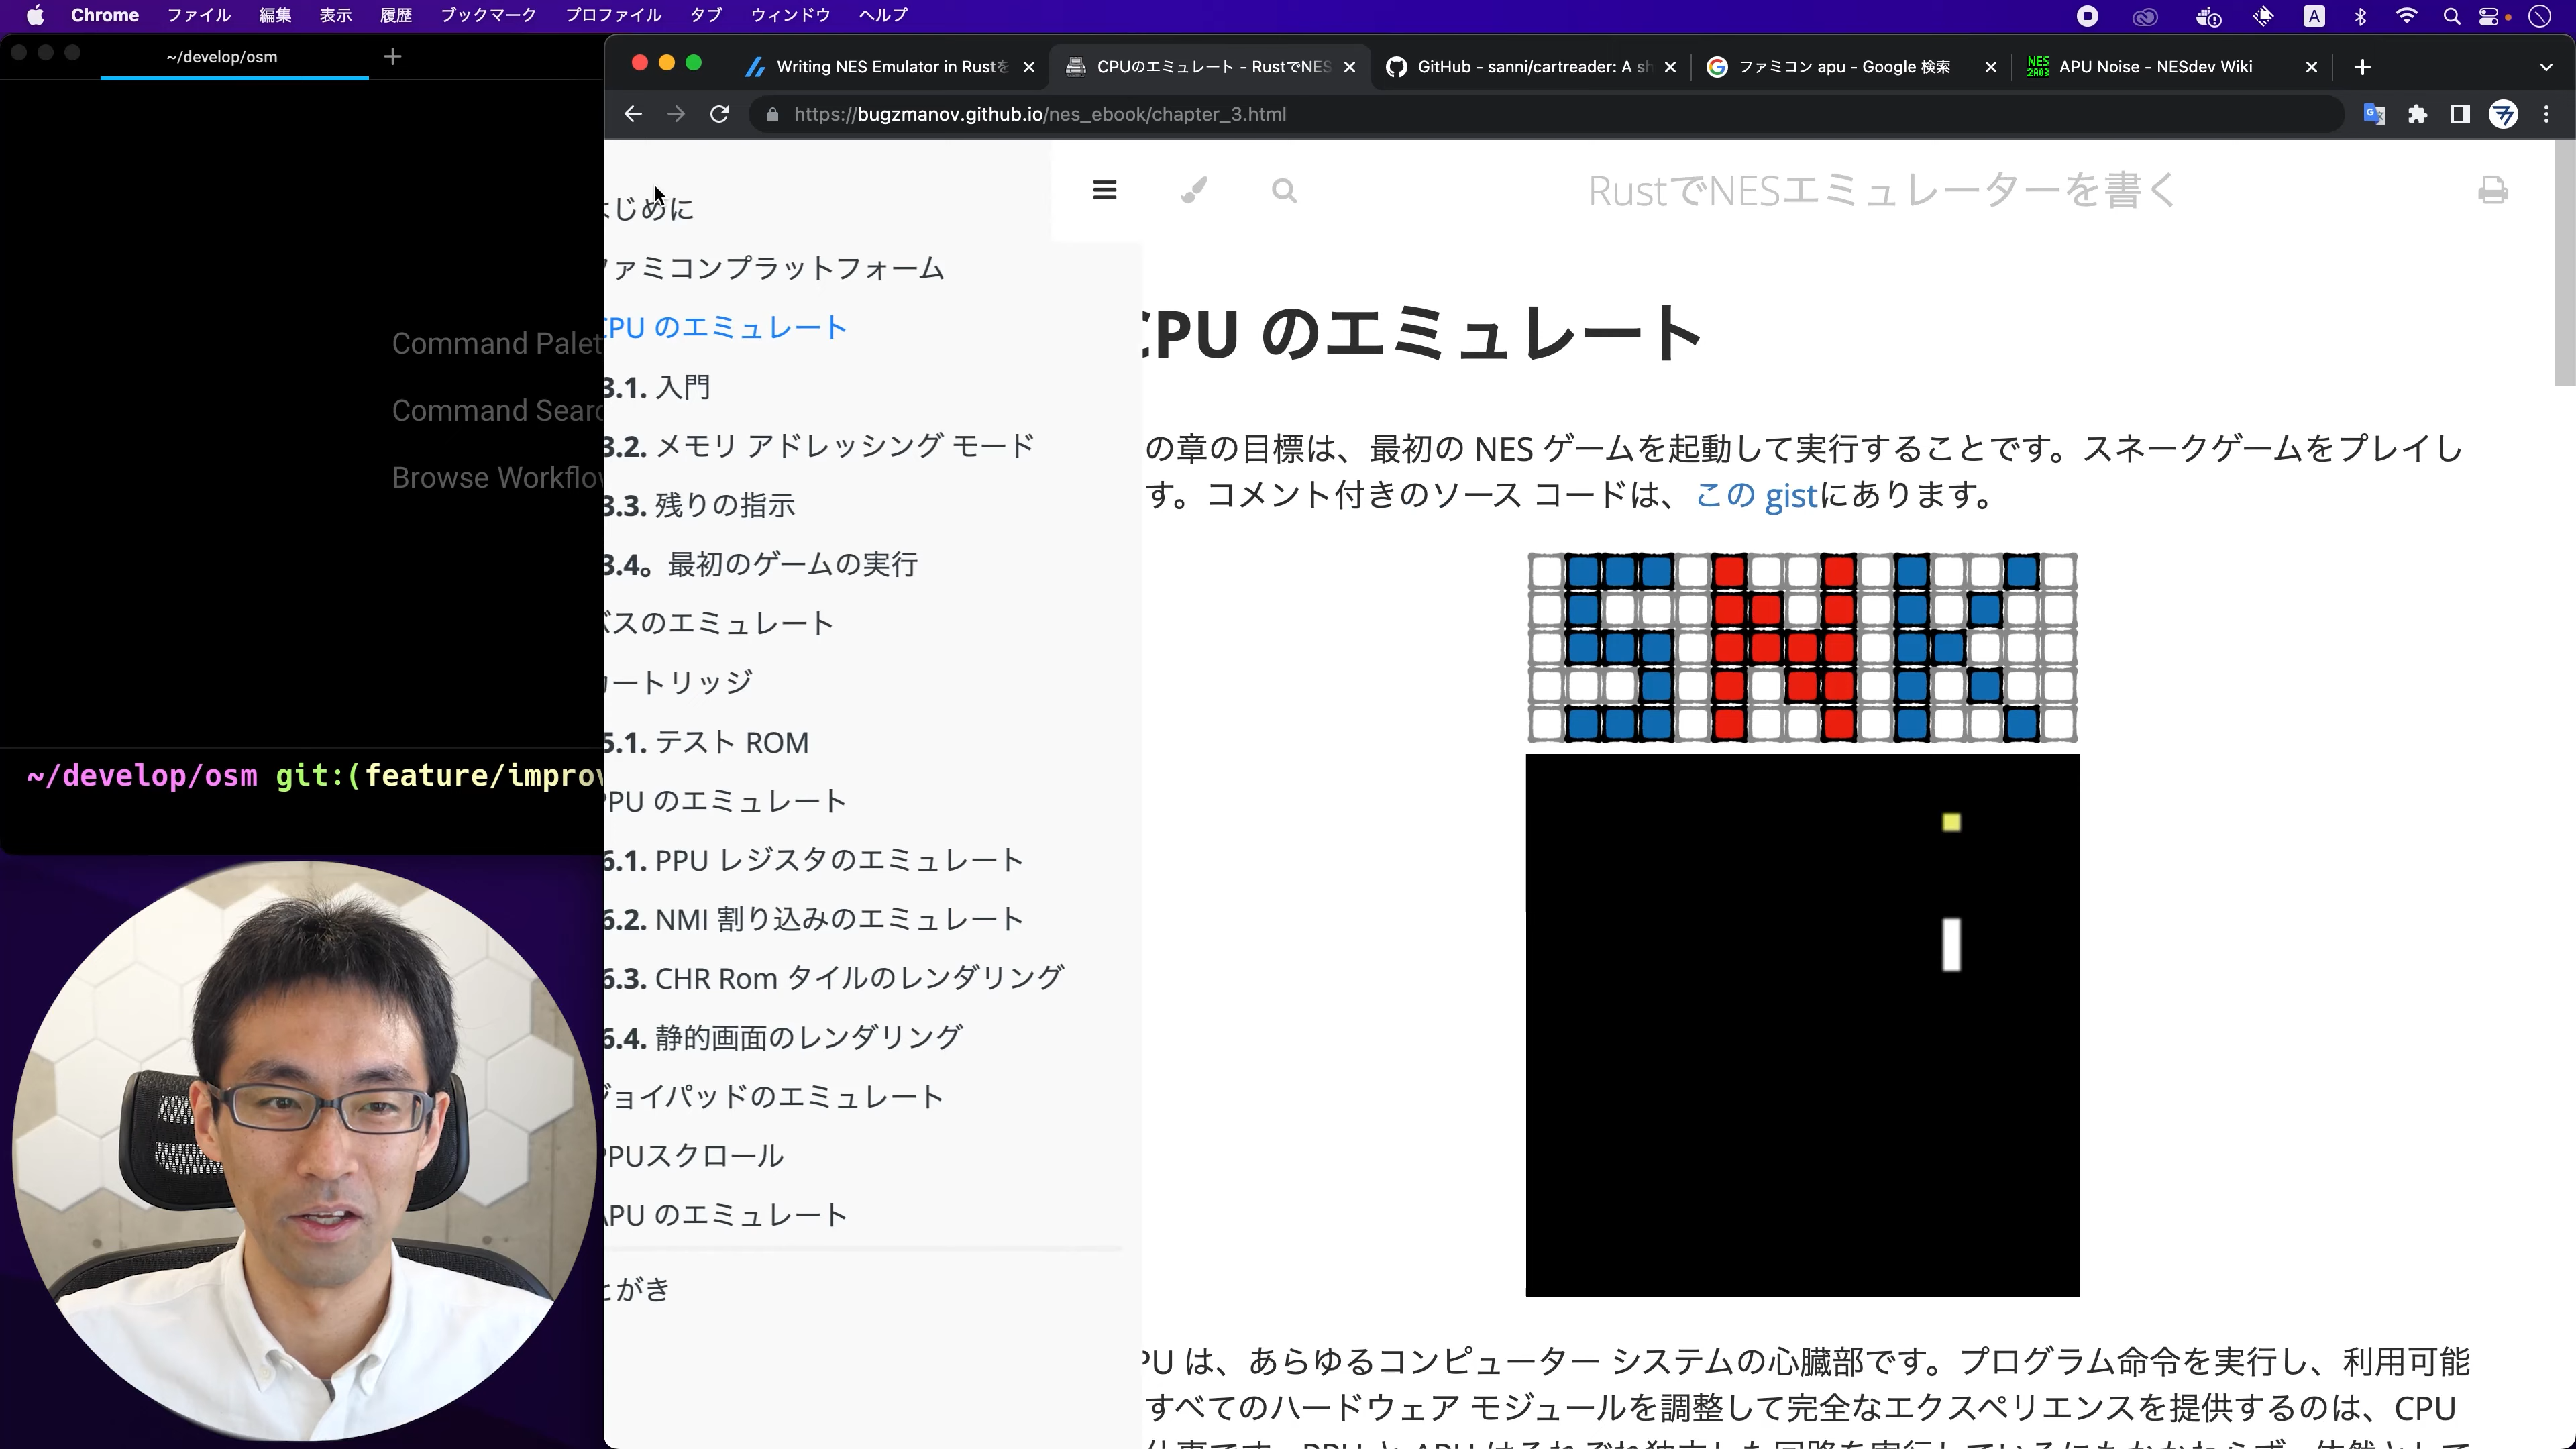 Chrome ファイル 編集 表示 履歴 ブックマーク プロファイル タブ ウィンドウ ヘルプ
A
~/develop/osm
Command Palet
Command Searc
Browse Workflov
~/develop/osm git:(feature/improv
Writing NES Emulator in Rustを
CPUのエミュレート - RustでNES
GitHub - sanni/cartreader: A sh
ファミコン apu - Google 検索
NES 2A03 APU Noise - NESdev Wiki
https://bugzmanov.github.io/nes_ebook/chapter_3.html
RustでNESエミュレーターを書く
はじめに
ファミコンプラットフォーム
CPU のエミュレート
3.1. 入門
3.2. メモリ アドレッシング モード
3.3. 残りの指示
3.4。最初のゲームの実行
バスのエミュレート
カートリッジ
5.1. テスト ROM
PPU のエミュレート
6.1. PPU レジスタのエミュレート
6.2. NMI 割り込みのエミュレート
6.3. CHR Rom タイルのレンダリング
6.4. 静的画面のレンダリング
ジョイパッドのエミュレート
PPUスクロール
APU のエミュレート
とがき
CPU のエミュレート
の章の目標は、最初の NES ゲームを起動して実行することです。スネークゲームをプレイし
す。コメント付きのソース コードは、この gistにあります。
SNK
PU は、あらゆるコンピューター システムの心臓部です。プログラム命令を実行し、利用可能
すべてのハードウェア モジュールを調整して完全なエクスペリエンスを提供するのは、CPU